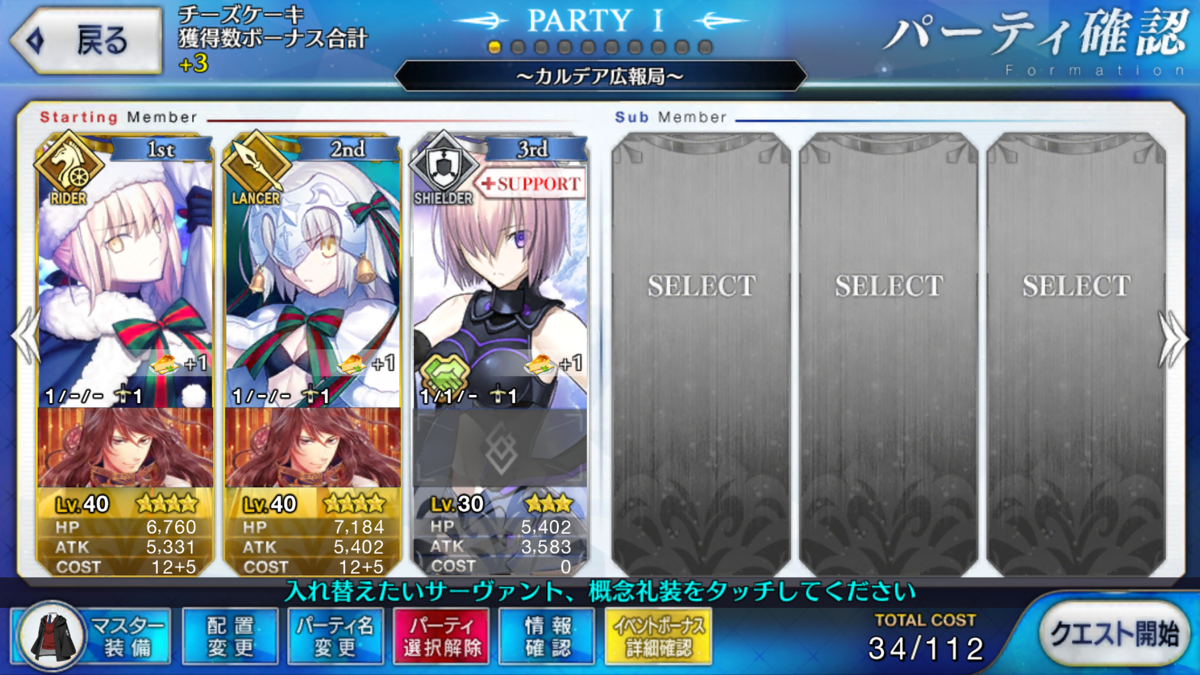 戻る
チーズケーキ
獲得数ボーナス合計
+3
PARTY I
～カルデア広報局～
パーティ確認
Formation
Starting Member
Sub Member
1st
RIDER
+1
1/-/- 1
Lv.40
HP 6,760
ATK 5,331
COST 12+5
2nd
LANCER
+1
1/-/- 1
Lv.40
HP 7,184
ATK 5,402
COST 12+5
3rd
SHIELDER
+SUPPORT
+1
1/1/- 1
Lv.30
HP 5,402
ATK 3,583
COST 0
SELECT
SELECT
SELECT
入れ替えたいサーヴァント、概念礼装をタッチしてください
マスター
装備
配置
変更
パーティ名
変更
パーティ
選択解除
情報
確認
イベントボーナス
詳細確認
TOTAL COST
34/112
クエスト開始